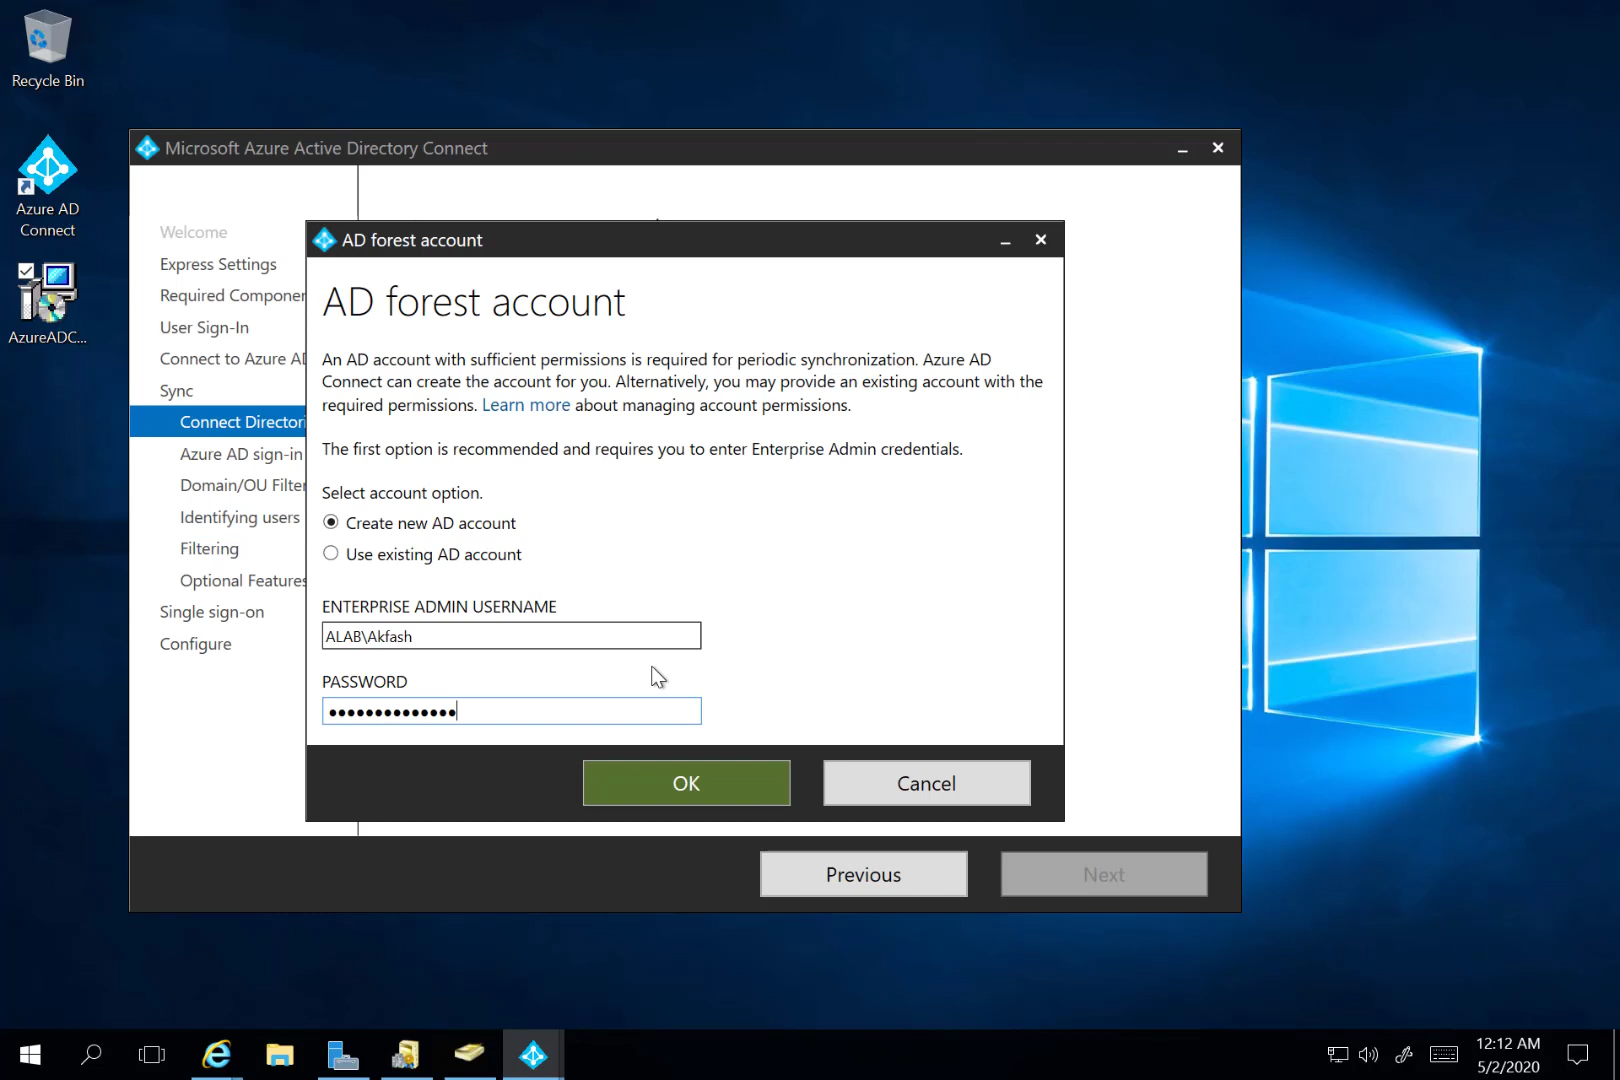 Recycle Bin
Azure AD
Connect
AzureADC...
Microsoft Azure Active Directory Connect
Welcome
Express Settings
Required Componen
User Sign-In
Connect to Azure AD
Sync
Connect Directori
Azure AD sign-in
Domain/OU Filter
Identifying users
Filtering
Optional Features
Single sign-on
Configure
AD forest account
AD forest account
An AD account with sufficient permissions is required for periodic synchronization. Azure AD
Connect can create the account for you. Alternatively, you may provide an existing account with the
required permissions. Learn more about managing account permissions.
The first option is recommended and requires you to enter Enterprise Admin credentials.
Select account option.
Create new AD account
Use existing AD account
ENTERPRISE ADMIN USERNAME
ALAB\Akfash
PASSWORD
••••••••••••••
OK
Cancel
Previous
Next
12:12 AM
5/2/2020